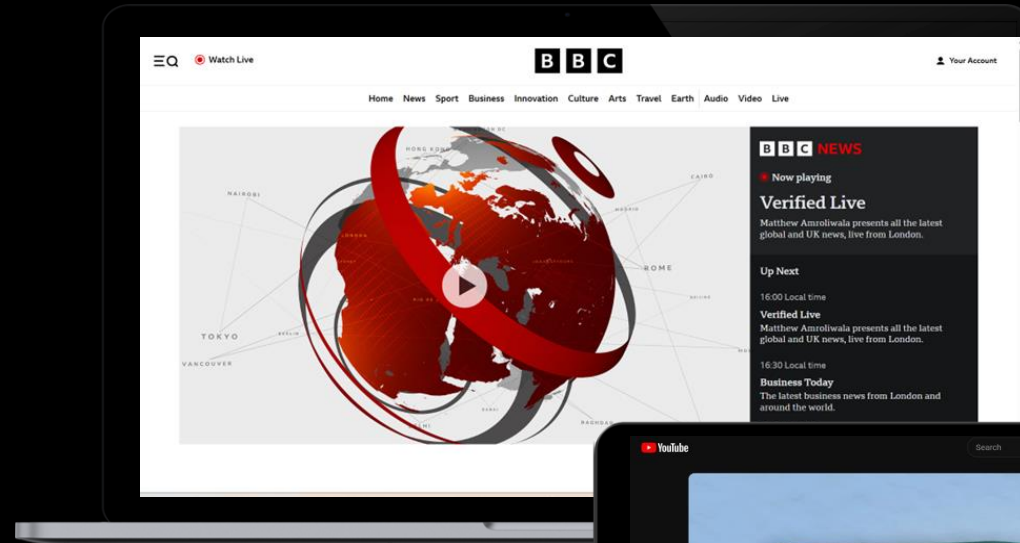 Watch Live
BBC
Your Account
Home News Sport Business Innovation Culture Arts Travel Earth Audio Video Live
BBC NEWS
Now playing
Verified Live
Matthew Amroliwala presents all the latest
global and UK news, live from London.
Up Next
16:00 Local time
Verified Live
Matthew Amroliwala presents all the latest
global and UK news, live from London.
16:30 Local time
Business Today
The latest business news from London and
around the world.
HONG KONG
NAIROBI
CAIRO
ROME
TOKYO
VANCOUVER
DUBAI
YouTube
Search